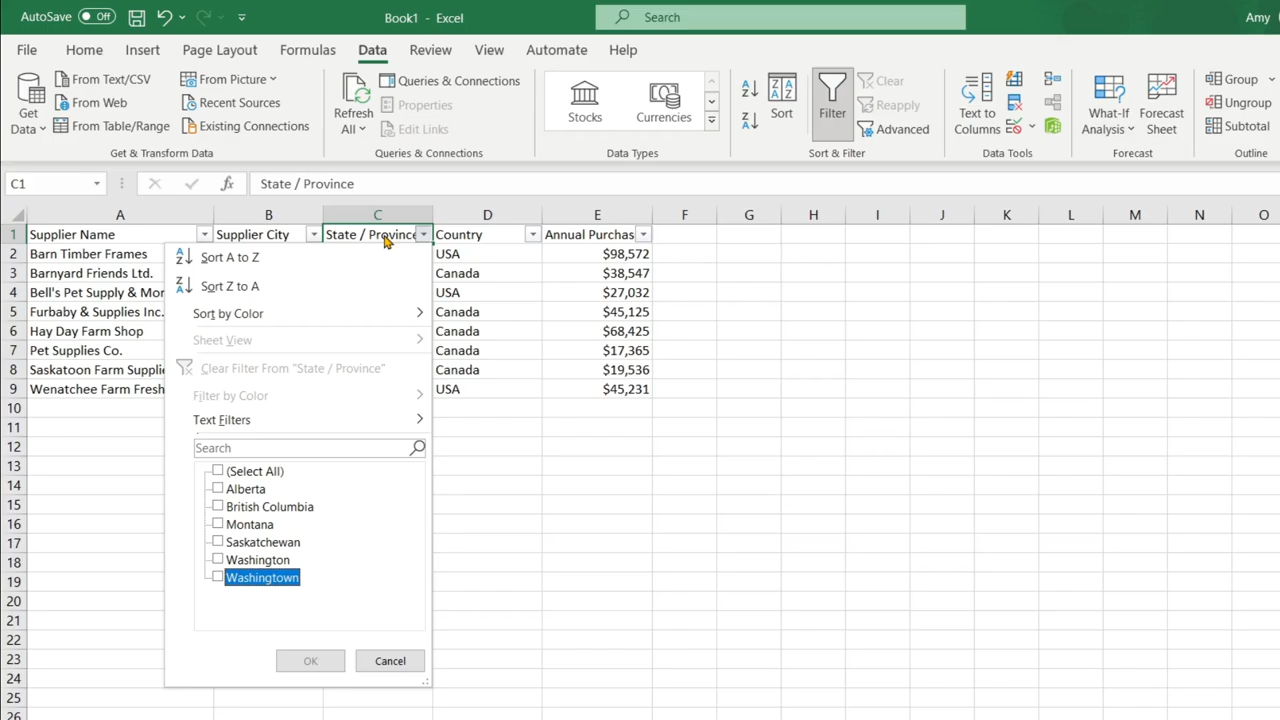 AutoSave Off Book1 - Excel Search Amy
File Home Insert Page Layout Formulas Data Review View Automate Help
Get Data
From Text/CSV
From Web
From Table/Range
From Picture
Recent Sources
Existing Connections
Get & Transform Data
Refresh All
Queries & Connections
Properties
Edit Links
Queries & Connections
Stocks Currencies
Data Types
Sort
Filter
Clear
Reapply
Advanced
Sort & Filter
Text to Columns
Data Tools
What-If Analysis
Forecast Sheet
Forecast
Group
Ungroup
Subtotal
Outline
C1 fx State / Province
A B C D E F G H I J K L M N O
1 Supplier Name Supplier City State / Province Country Annual Purchas
2 Barn Timber Frames USA $98,572
3 Barnyard Friends Ltd. Canada $38,547
4 Bell's Pet Supply & Mor USA $27,032
5 Furbaby & Supplies Inc. Canada $45,125
6 Hay Day Farm Shop Canada $68,425
7 Pet Supplies Co. Canada $17,365
8 Saskatoon Farm Supplie Canada $19,536
9 Wenatchee Farm Fresh USA $45,231
10
11
12
13
14
15
16
17
18
19
20
21
22
23
24
25
26
Sort A to Z
Sort Z to A
Sort by Color
Sheet View
Clear Filter From "State / Province"
Filter by Color
Text Filters
Search
(Select All)
Alberta
British Columbia
Montana
Saskatchewan
Washington
Washingtown
OK Cancel